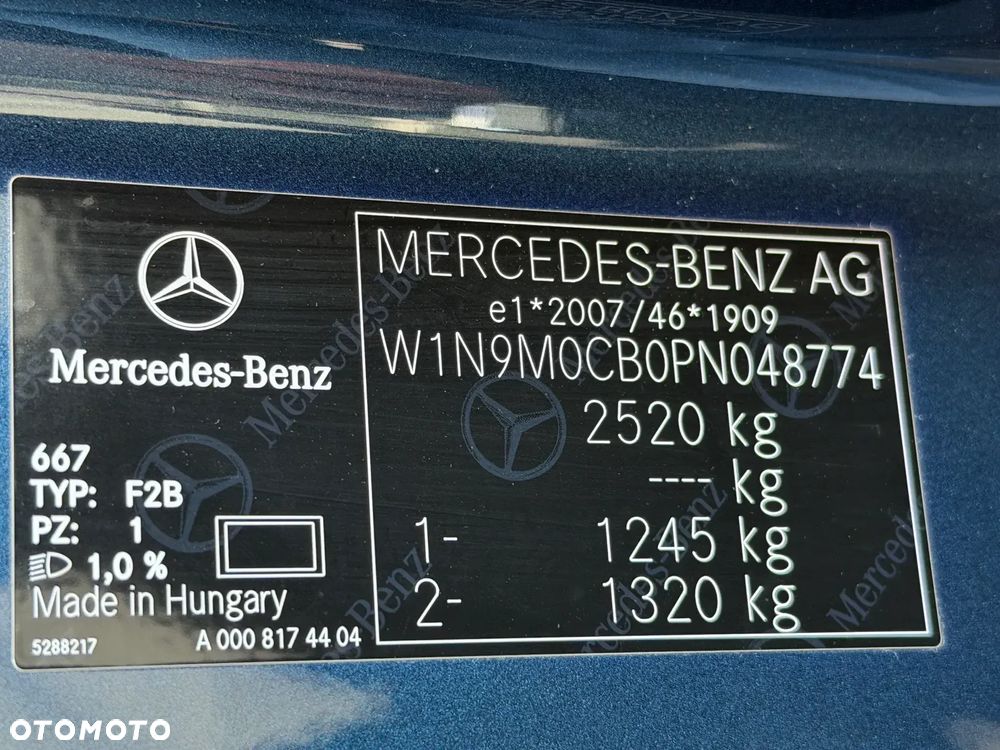 Mercedes-Benz
667
TYP: F2B
PZ: 1
1,0 %
Made in Hungary
5288217 A 000 817 44 04
MERCEDES-BENZ AG
e1*2007/46*1909
W1N9M0CB0PN048774
2520 kg
---- kg
1- 1245 kg
2- 1320 kg
OTOMOTO